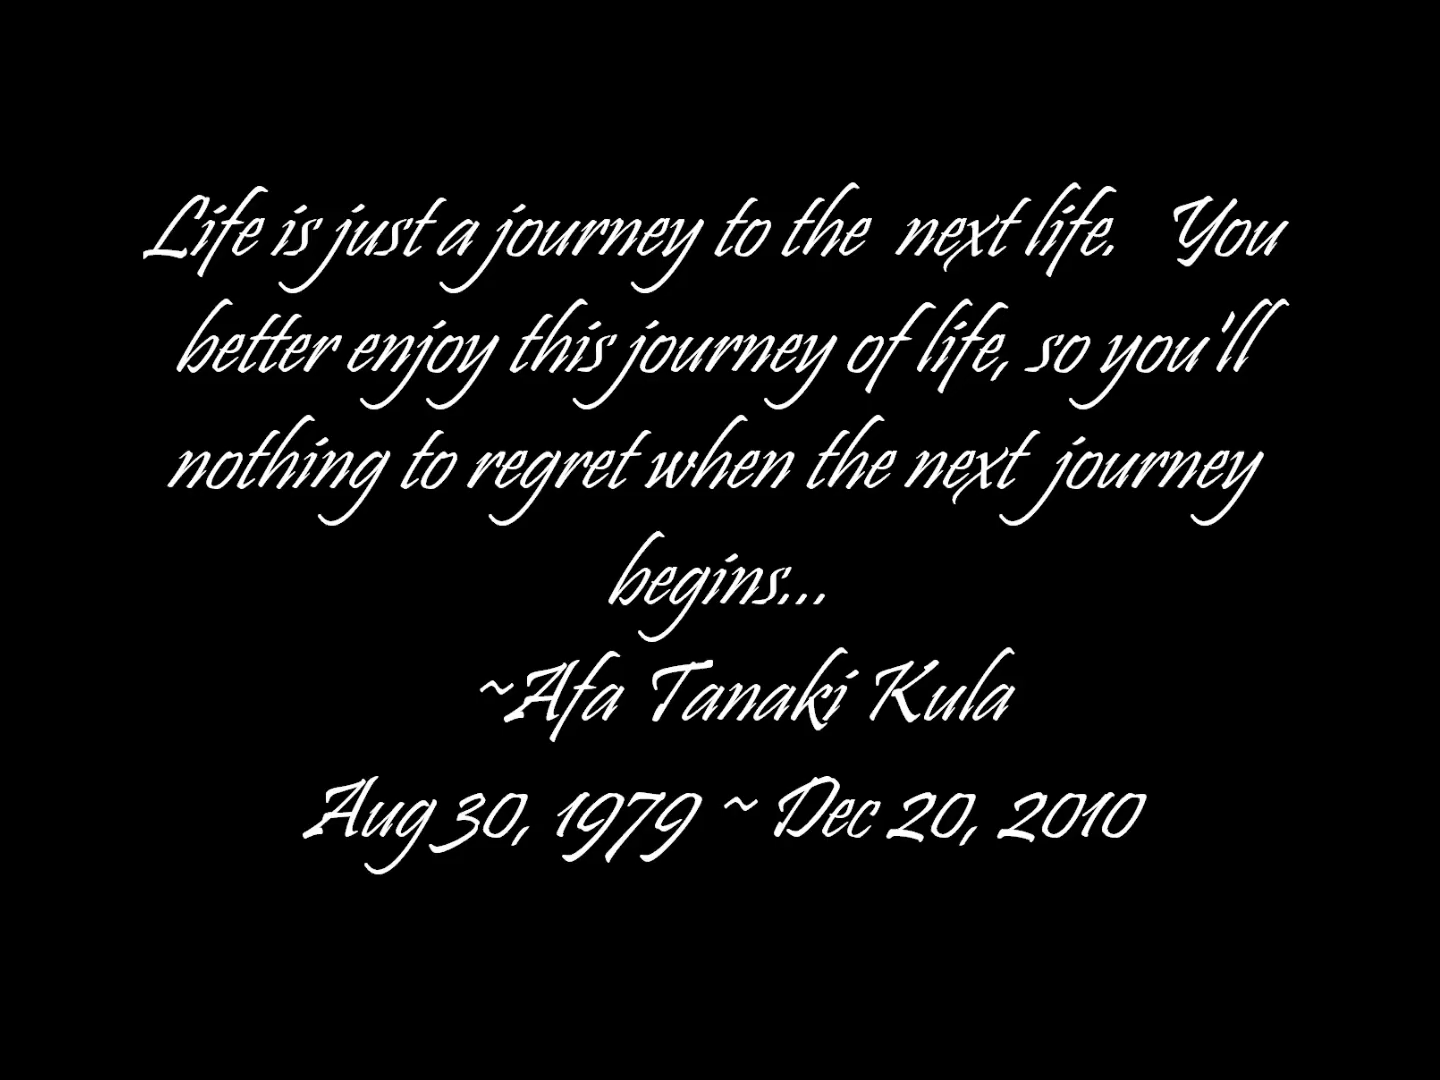 Life is just a journey to the next life. You
better enjoy this journey of life, so you'll
nothing to regret when the next journey
begins...
~Afa Tanaki Kula
Aug 30, 1979 ~ Dec 20, 2010